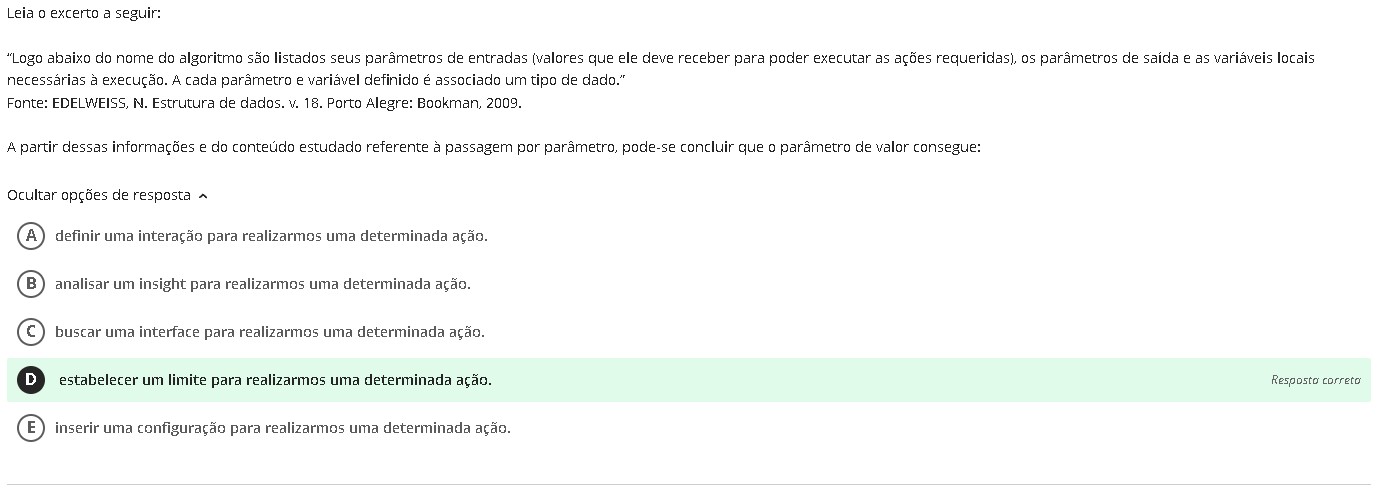 Leia o excerto a seguir:
“Logo abaixo do nome do algoritmo são listados seus parâmetros de entradas (valores que ele deve receber para poder executar as ações requeridas), os parâmetros de saída e as variáveis locais
necessárias à execução. A cada parâmetro e variável definido é associado um tipo de dado.”
Fonte: EDELWEISS, N. Estrutura de dados. v. 18. Porto Alegre: Bookman, 2009.
A partir dessas informações e do conteúdo estudado referente à passagem por parâmetro, pode-se concluir que o parâmetro de valor consegue:
Ocultar opções de resposta
A definir uma interação para realizarmos uma determinada ação.
B analisar um insight para realizarmos uma determinada ação.
C buscar uma interface para realizarmos uma determinada ação.
D estabelecer um limite para realizarmos uma determinada ação. Resposta correta
E inserir uma configuração para realizarmos uma determinada ação.